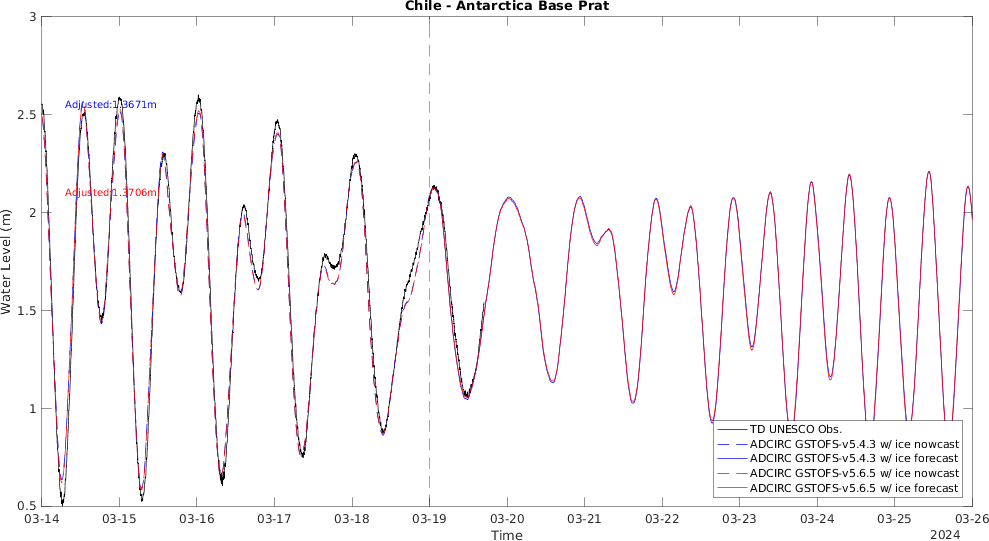 Chile - Antarctica Base Prat
3
2.5
2
1.5
1
0.5
Water Level (m)
Adjusted:1.3671m
Adjusted:1.3706m
TD UNESCO Obs.
ADCIRC GSTOFS-v5.4.3 w/ ice nowcast
ADCIRC GSTOFS-v5.4.3 w/ ice forecast
ADCIRC GSTOFS-v5.6.5 w/ ice nowcast
ADCIRC GSTOFS-v5.6.5 w/ ice forecast
03-14 03-15 03-16 03-17 03-18 03-19 03-20 03-21 03-22 03-23 03-24 03-25 03-26
Time
2024